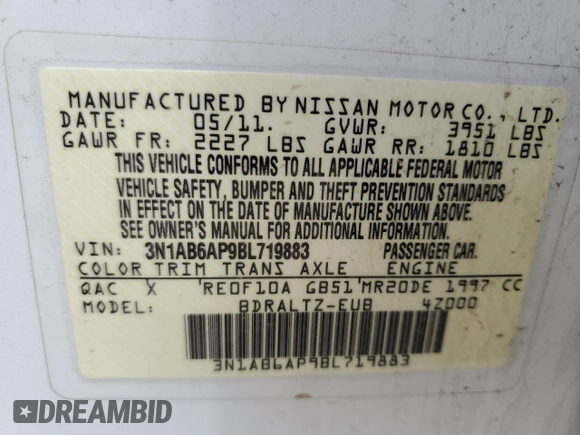 MANUFACTURED BY NISSAN MOTOR CO., LTD.
DATE: 05/11. GVWR: 3951 LBS
GAWR FR: 2227 LBS GAWR RR: 1810 LBS
THIS VEHICLE CONFORMS TO ALL APPLICABLE FEDERAL MOTOR
VEHICLE SAFETY, BUMPER AND THEFT PREVENTION STANDARDS
IN EFFECT ON THE DATE OF MANUFACTURE SHOWN ABOVE.
SEE OWNER'S MANUAL FOR ADDITIONAL INFORMATION.
VIN: 3N1AB6AP9BL719883 PASSENGER CAR.
COLOR TRIM TRANS AXLE ENGINE
QAC X 'RE0F10A GB51'MR20DE 1997 CC
MODEL: BDRALTZ-EUB 4Z000
3N1AB6AP9BL719883
DREAMBID